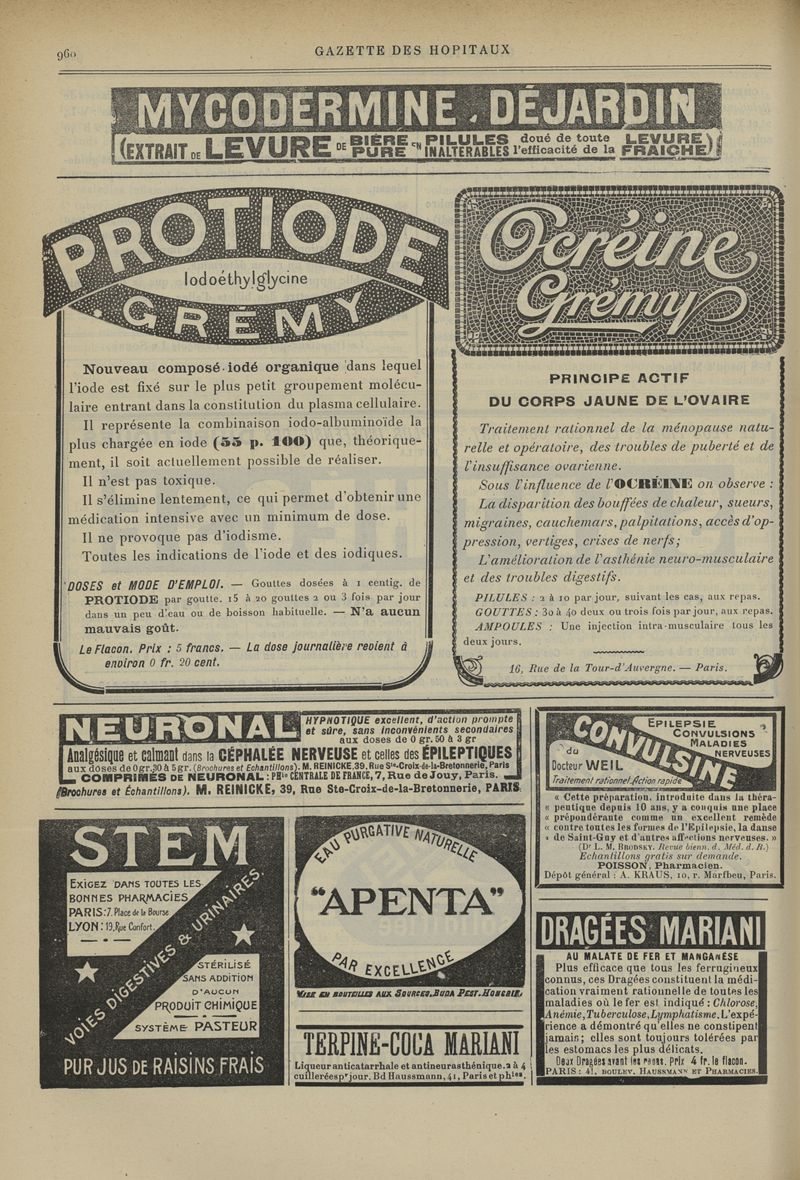 960
GAZETTE DES HOPITAUX
MYCODERMINE DÉJARDIN
(EXTRAIT DE LEVURE DE BIÈRE PURE EN PILULES INALTÉRABLES doué de toute l'efficacité de la LEVURE FRAICHE)
PROTIODE
Iodoéthylglycine
GRÉMY
Nouveau composé iodé organique dans lequel
l'iode est fixé sur le plus petit groupement molécu-
laire entrant dans la constitution du plasma cellulaire.
Il représente la combinaison iodo-albuminoïde la
plus chargée en iode (55 p. 100) que, théorique-
ment, il soit actuellement possible de réaliser.
Il n'est pas toxique.
Il s'élimine lentement, ce qui permet d'obtenir une
médication intensive avec un minimum de dose.
Il ne provoque pas d'iodisme.
Toutes les indications de l'iode et des iodiques.
DOSES et MODE D'EMPLOI. — Gouttes dosées à 1 centig. de
PROTIODE par goutte. 15 à 20 gouttes 2 ou 3 fois par jour
dans un peu d'eau ou de boisson habituelle. — N'a aucun
mauvais goût.
Le Flacon. Prix : 5 francs. — La dose journalière revient à
environ 0 fr. 20 cent.
Ocréine
Grémy
PRINCIPE ACTIF
DU CORPS JAUNE DE L'OVAIRE
Traitement rationnel de la ménopause natu-
relle et opératoire, des troubles de puberté et de
l'insuffisance ovarienne.
Sous l'influence de l'OCRÉINE on observe :
La disparition des bouffées de chaleur, sueurs,
migraines, cauchemars, palpitations, accès d'op-
pression, vertiges, crises de nerfs ;
L'amélioration de l'asthénie neuro-musculaire
et des troubles digestifs.
PILULES : 2 à 10 par jour, suivant les cas, aux repas.
GOUTTES : 30 à 40 deux ou trois fois par jour, aux repas.
AMPOULES : Une injection intra-musculaire tous les
deux jours.
16, Rue de la Tour-d'Auvergne. — Paris.
NEURONAL
HYPNOTIQUE excellent, d'action prompte
et sûre, sans inconvénients secondaires
aux doses de 0 gr. 50 à 3 gr
Analgésique et calmant dans la CÉPHALÉE NERVEUSE et celles des ÉPILEPTIQUES
aux doses de 0 gr. 30 à 5 gr. (Brochures et Echantillons). M. REINICKE, 39, Rue Ste-Croix-de-la-Bretonnerie, Paris
COMPRIMÉS DE NEURONAL : PHie CENTRALE DE FRANCE, 7, Rue de Jouy, Paris.
(Brochures et Échantillons). M. REINICKE, 39, Rue Ste-Croix-de-la-Bretonnerie, PARIS
CONVULSINE
du
Docteur WEIL
Traitement rationnel. Action rapide
EPILEPSIE
CONVULSIONS
MALADIES
NERVEUSES
« Cette préparation, introduite dans la théra-
« peutique depuis 10 ans, y a conquis une place
« prépondérante comme un excellent remède
« contre toutes les formes de l'Epilepsie, la danse
« de Saint-Guy et d'autres affections nerveuses. »
(Dr L. M. BRODSKY. Revue bienn. d. Méd. d. R.)
Echantillons gratis sur demande.
POISSON, Pharmacien.
Dépôt général : A. KRAUS, 10, r. Marfbeu, Paris.
STEM
EXIGEZ DANS TOUTES LES
BONNES PHARMACIES
PARIS : 7, Place de la Bourse
LYON : 19, Rue Confort.
VOIES DIGESTIVES & URINAIRES
STÉRILISÉ
SANS ADDITION
D'AUCUN
PRODUIT CHIMIQUE
SYSTÈME PASTEUR
PUR JUS DE RAISINS FRAIS
EAU PURGATIVE NATURELLE
"APENTA"
PAR EXCELLENCE
MISE EN BOUTEILLES AUX SOURCES. BUDA PEST. HONGRIE
TERPINE-COCA MARIANI
Liqueur anticatarrhale et antineurasthénique. 2 à 4
cuillerées pr jour. Bd Haussmann, 41, Paris et phies.
DRAGÉES MARIANI
AU MALATE DE FER ET MANGANÉSE
Plus efficace que tous les ferrugineux
connus, ces Dragées constituent la médi-
cation vraiment rationnelle de toutes les
maladies où le fer est indiqué : Chlorose,
Anémie, Tuberculose, Lymphatisme. L'expé-
rience a démontré qu'elles ne constipent
jamais ; elles sont toujours tolérées par
les estomacs les plus délicats.
Deux Dragées avant les repas. Prix 4 fr. le flacon.
PARIS : 41, BOULEV. HAUSSMANN ET PHARMACIES.